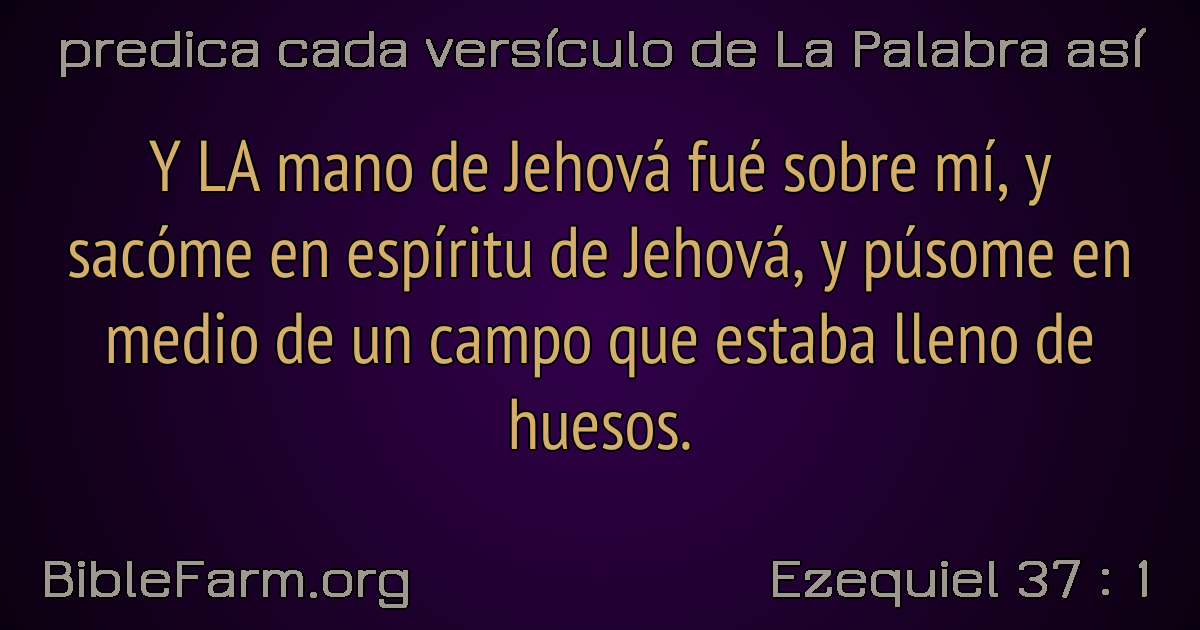 predica cada versículo de La Palabra así
Y LA mano de Jehová fué sobre mí, y
sacóme en espíritu de Jehová, y púsome en
medio de un campo que estaba lleno de
huesos.
BibleFarm.org
Ezequiel 37 : 1